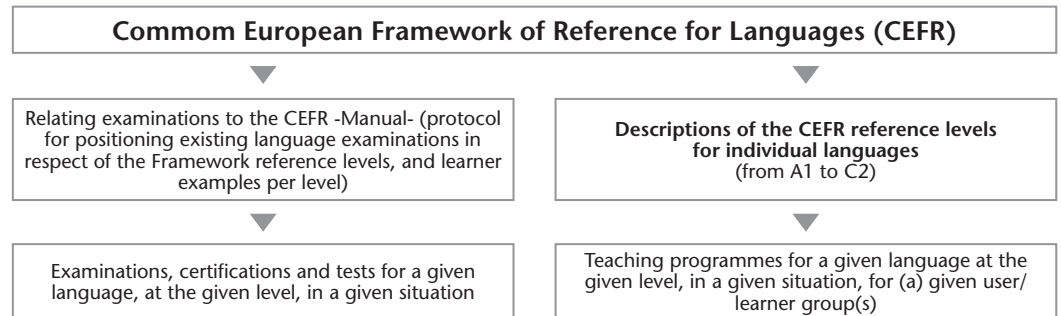 Commom European Framework of Reference for Languages (CEFR)
Relating examinations to the CEFR -Manual- (protocol
for positioning existing language examinations in
respect of the Framework reference levels, and learner
examples per level)
Descriptions of the CEFR reference levels
for individual languages
(from A1 to C2)
Examinations, certifications and tests for a given
language, at the given level, in a given situation
Teaching programmes for a given language at the
given level, in a given situation, for (a) given user/
learner group(s)